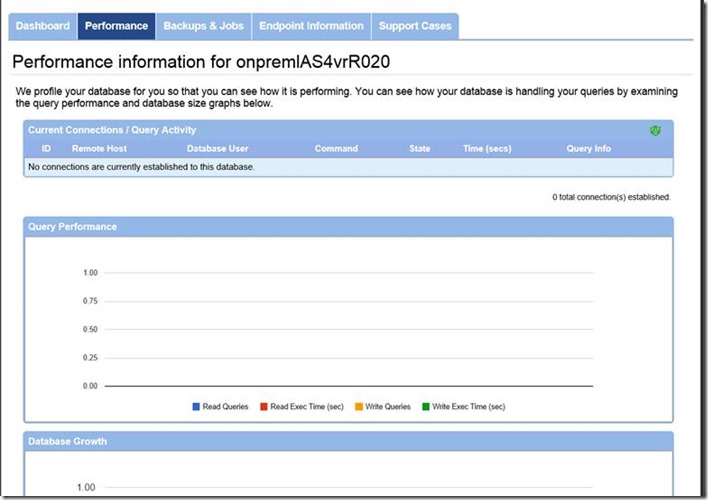 Dashboard Performance Backups & Jobs Endpoint Information Support Cases
Performance information for onpremlAS4vrR020
We profile your database for you so that you can see how it is performing. You can see how your database is handling your queries by examining
the query performance and database size graphs below.
Current Connections / Query Activity
ID Remote Host Database User Command State Time (secs) Query Info
No connections are currently established to this database.
0 total connection(s) established.
Query Performance
1.00
0.75
0.50
0.25
0.00
Read Queries Read Exec Time (sec) Write Queries Write Exec Time (sec)
Database Growth
1.00